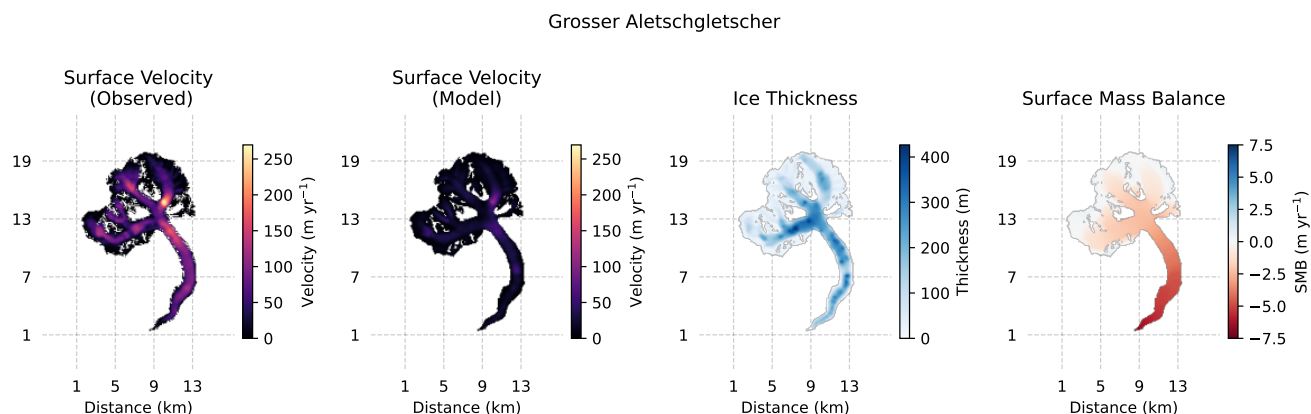 Grosser Aletschgletscher
Surface Velocity
(Observed)
19
13
7
1
1 5 9 13
Distance (km)
250
200
150
100
50
0
Velocity (m yr⁻¹)
Surface Velocity
(Model)
19
13
7
1
1 5 9 13
Distance (km)
250
200
150
100
50
0
Velocity (m yr⁻¹)
Ice Thickness
19
13
7
1
1 5 9 13
Distance (km)
400
300
200
100
0
Thickness (m)
Surface Mass Balance
19
13
7
1
1 5 9 13
Distance (km)
7.5
5.0
2.5
0.0
−2.5
−5.0
−7.5
SMB (m yr⁻¹)